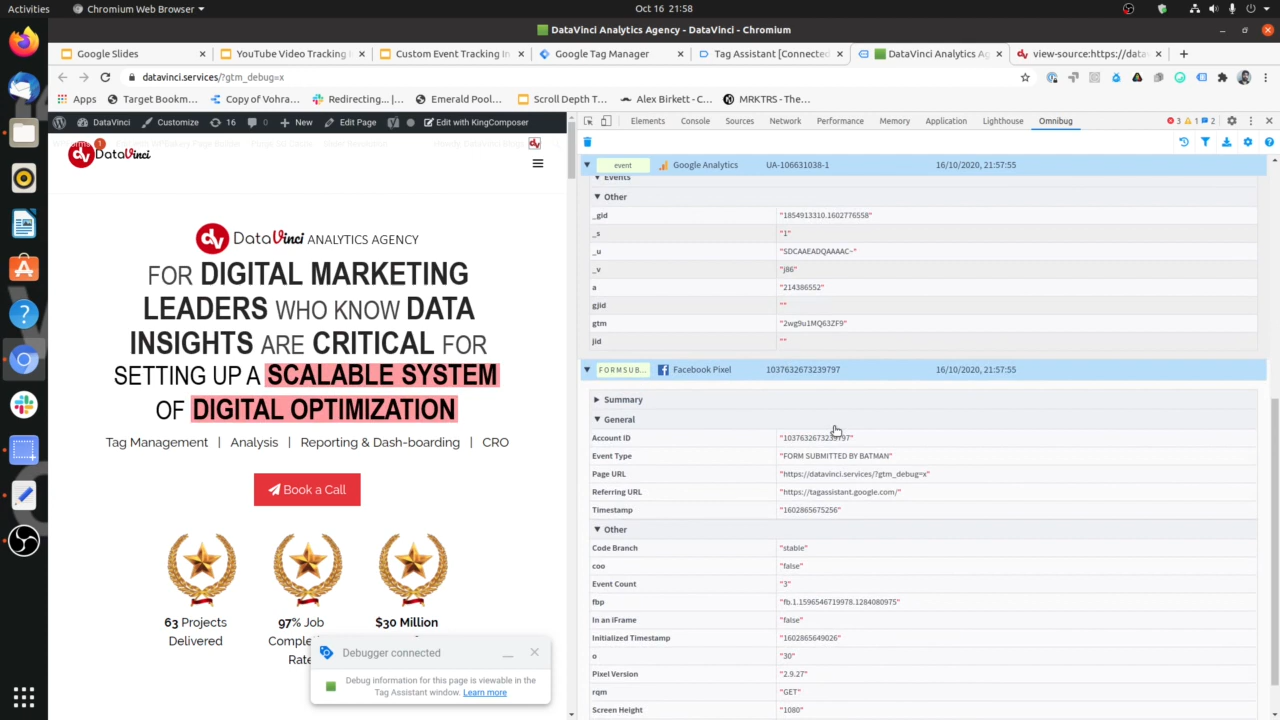 Activities
Chromium Web Browser
Oct 16 21:58
DataVinci Analytics Agency - DataVinci - Chromium
Google Slides
YouTube Video Tracking
Custom Event Tracking In
Google Tag Manager
Tag Assistant [Connected
DataVinci Analytics Ag
view-source:https://data
datavinci.services/?gtm_debug=x
Apps
Target Bookm...
Copy of Vohra...
Redirecting... |...
Emerald Pool...
Scroll Depth T...
Alex Birkett - C...
MRKTRS - The...
DataVinci
Customize
16
0
New
Edit Page
Edit with KingComposer
Elements
Console
Sources
Network
Performance
Memory
Application
Lighthouse
Omnibug
3
1
2
1
DataVinci
DataVinci ANALYTICS AGENCY
FOR DIGITAL MARKETING
LEADERS WHO KNOW DATA
INSIGHTS ARE CRITICAL FOR
SETTING UP A SCALABLE SYSTEM
OF DIGITAL OPTIMIZATION
Tag Management | Analysis | Reporting & Dash-boarding | CRO
Book a Call
63 Projects
Delivered
97% Job
Comple
Rate
$30 Million
Debugger connected
Debug information for this page is viewable in the
Tag Assistant window. Learn more
event
Google Analytics
UA-106631038-1
16/10/2020, 21:57:55
Events
Other
_gid "1854913310.1602776558"
_s "1"
_u "SDCAAEADQAAAAC~"
_v "j86"
a "214386552"
gjid ""
gtm "2wg9u1MQ63ZF9"
jid ""
FORMSUB...
Facebook Pixel
1037632673239797
16/10/2020, 21:57:55
Summary
General
Account ID "1037632673239797"
Event Type "FORM SUBMITTED BY BATMAN"
Page URL "https://datavinci.services/?gtm_debug=x"
Referring URL "https://tagassistant.google.com/"
Timestamp "1602865675256"
Other
Code Branch "stable"
coo "false"
Event Count "3"
fbp "fb.1.1596546719978.1284080975"
In an iFrame "false"
Initialized Timestamp "1602865649026"
o "30"
Pixel Version "2.9.27"
rqm "GET"
Screen Height "1080"